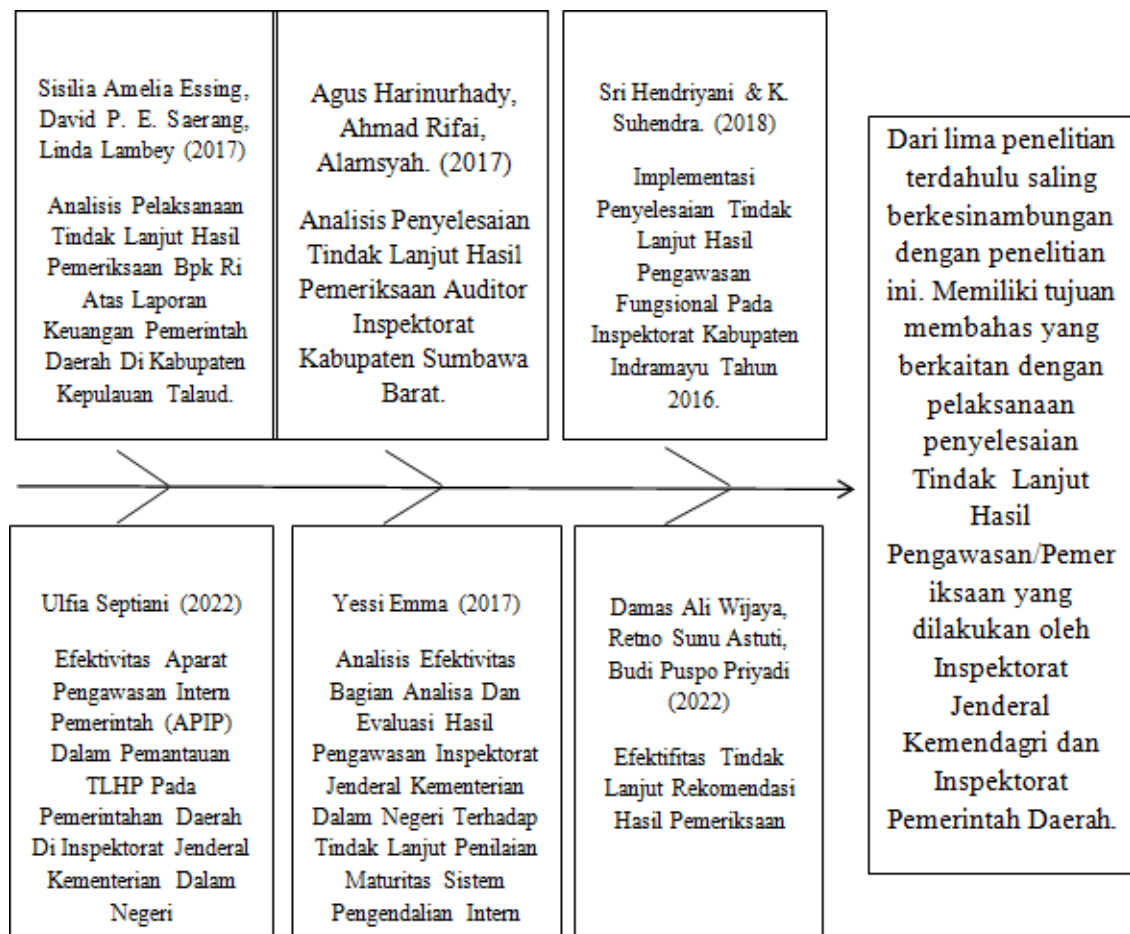 Sisilia Amelia Essing,
David P. E. Saerang,
Linda Lambey (2017)
Analisis Pelaksanaan
Tindak Lanjut Hasil
Pemeriksaan Bpk Ri
Atas Laporan
Keuangan Pemerintah
Daerah Di Kabupaten
Kepulauan Talaud.
Agus Harinurhady,
Ahmad Rifai,
Alamsyah. (2017)
Analisis Penyelesaian
Tindak Lanjut Hasil
Pemeriksaan Auditor
Inspektorat
Kabupaten Sumbawa
Barat.
Sri Hendriyani & K.
Suhendra. (2018)
Implementasi
Penyelesaian Tindak
Lanjut Hasil
Pengawasan
Fungsional Pada
Inspektorat Kabupaten
Indramayu Tahun
2016.
Ulfia Septiani (2022)
Efektivitas Aparat
Pengawasan Intern
Pemerintah (APIP)
Dalam Pemantauan
TLHP Pada
Pemerintahan Daerah
Di Inspektorat Jenderal
Kementerian Dalam
Negeri
Yessi Emma (2017)
Analisis Efektivitas
Bagian Analisa Dan
Evaluasi Hasil
Pengawasan Inspektorat
Jenderal Kementerian
Dalam Negeri Terhadap
Tindak Lanjut Penilaian
Maturitas Sistem
Pengendalian Intern
Damas Ali Wijaya,
Retno Sunu Astuti,
Budi Puspo Priyadi
(2022)
Efektifitas Tindak
Lanjut Rekomendasi
Hasil Pemeriksaan
Dari lima penelitian
terdahulu saling
berkesinambungan
dengan penelitian
ini. Memiliki tujuan
membahas yang
berkaitan dengan
pelaksanaan
penyelesaian
Tindak Lanjut
Hasil
Pengawasan/Pemer
iksaan yang
dilakukan oleh
Inspektorat
Jenderal
Kemendagri dan
Inspektorat
Pemerintah Daerah.